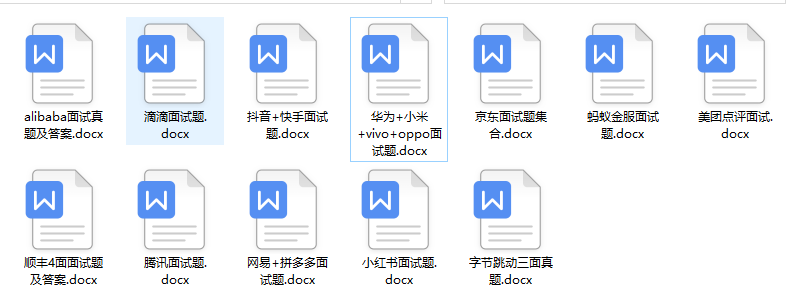 alibaba面试真
题及答案.docx
滴滴面试题.
docx
抖音+快手面试
题.docx
华为+小米
+vivo+oppo面
试题.docx
京东面试题集
合.docx
蚂蚁金服面试
题.docx
美团点评面试.
docx
顺丰4面面试题
及答案.docx
腾讯面试题.
docx
网易+拼多多面
试题.docx
小红书面试题.
docx
字节跳动三面真
题.docx